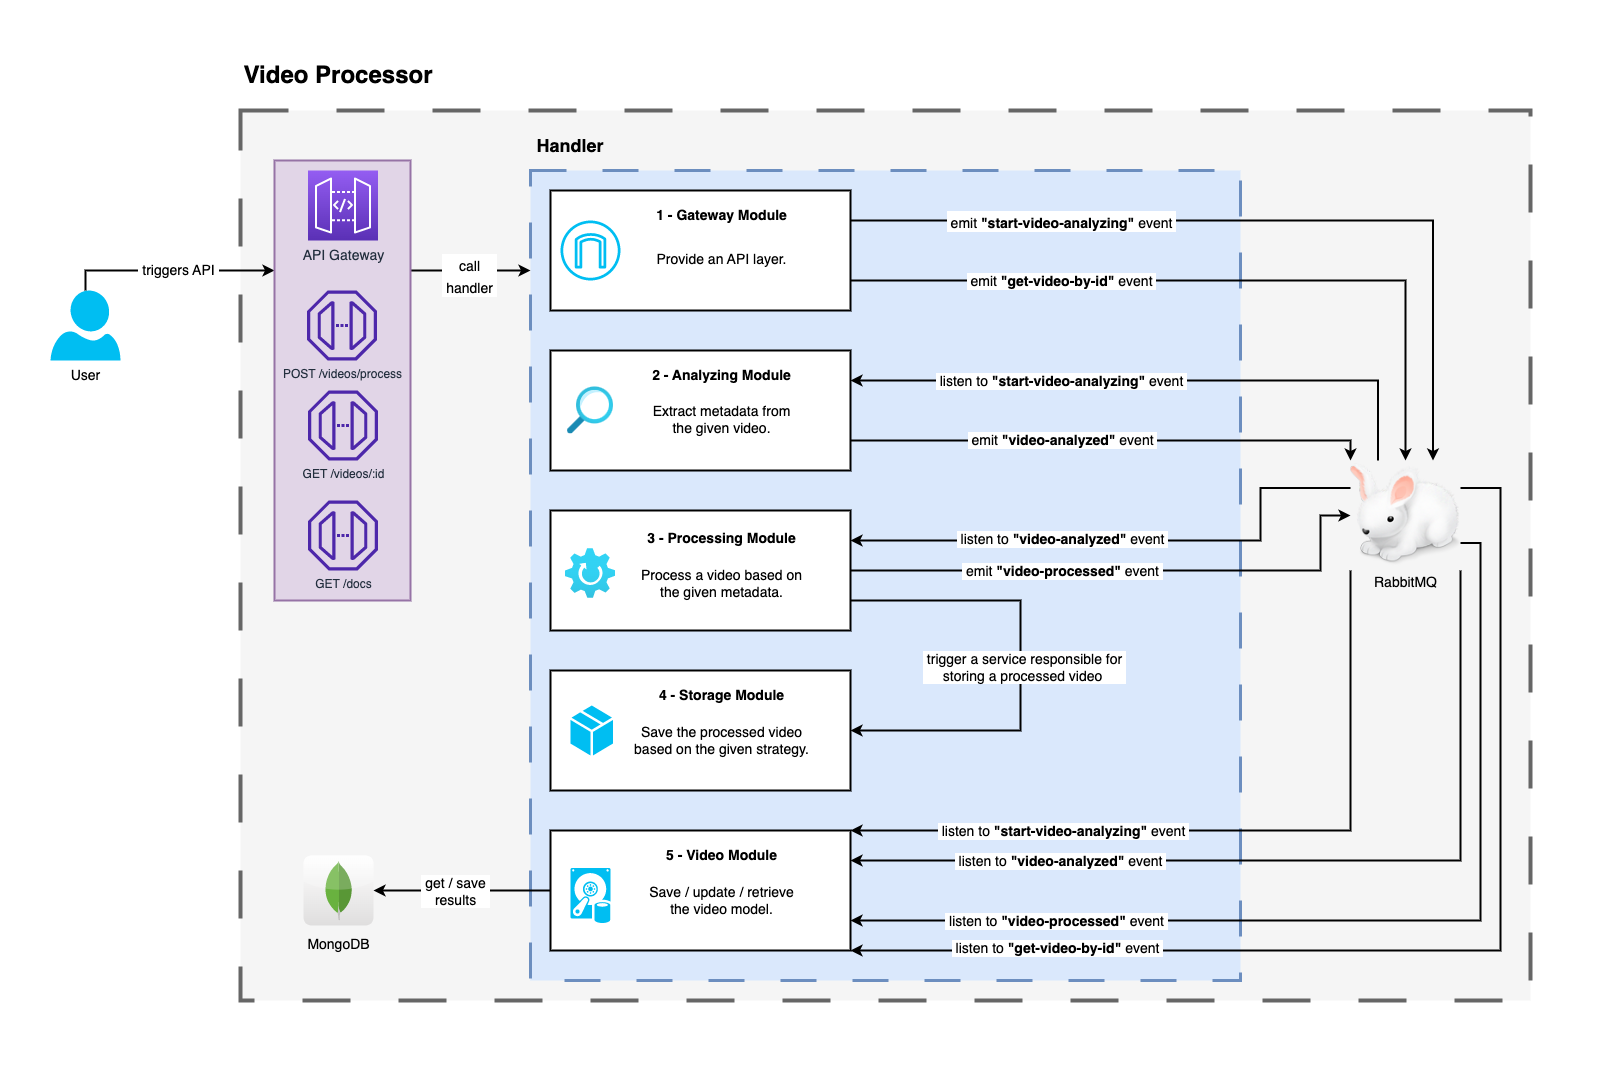 Video Processor
Handler
triggers API
User
API Gateway
POST /videos/process
GET /videos/:id
GET /docs
call
handler
1 - Gateway Module
Provide an API layer.
emit "start-video-analyzing" event
emit "get-video-by-id" event
2 - Analyzing Module
Extract metadata from
the given video.
listen to "start-video-analyzing" event
emit "video-analyzed" event
3 - Processing Module
Process a video based on
the given metadata.
listen to "video-analyzed" event
emit "video-processed" event
RabbitMQ
trigger a service responsible for
storing a processed video
4 - Storage Module
Save the processed video
based on the given strategy.
5 - Video Module
Save / update / retrieve
the video model.
listen to "start-video-analyzing" event
listen to "video-analyzed" event
listen to "video-processed" event
listen to "get-video-by-id" event
get / save
results
MongoDB